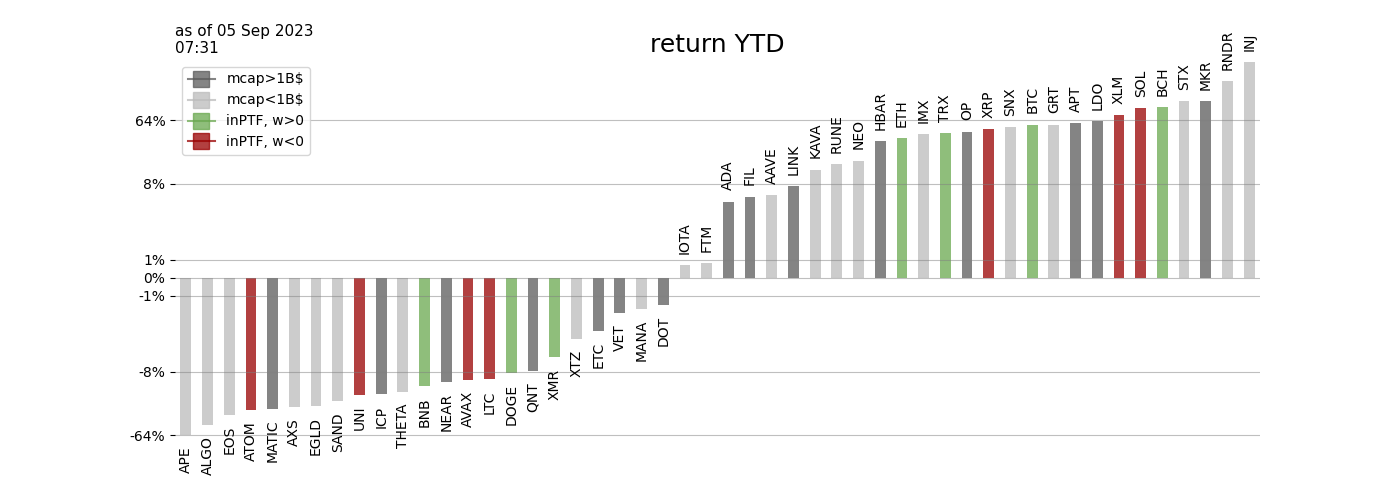 as of 05 Sep 2023
07:31
return YTD
mcap>1B$
mcap<1B$
inPTF, w>0
inPTF, w<0
64%
8%
1%
0%
-1%
-8%
-64%
APE
ALGO
EOS
ATOM
MATIC
AXS
EGLD
SAND
UNI
ICP
THETA
BNB
NEAR
AVAX
LTC
DOGE
QNT
XMR
XTZ
ETC
VET
MANA
DOT
IOTA
FTM
ADA
FIL
AAVE
LINK
KAVA
RUNE
NEO
HBAR
ETH
IMX
TRX
OP
XRP
SNX
BTC
GRT
APT
LDO
XLM
SOL
BCH
STX
MKR
RNDR
INJ